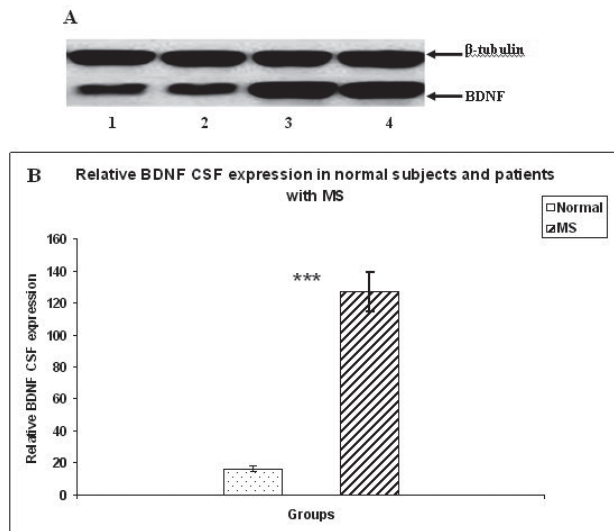 A
β-tubulin
BDNF
1 2 3 4
B
Relative BDNF CSF expression in normal subjects and patients
with MS
Normal
MS
Relative BDNF CSF expression
160
140
120
100
80
60
40
20
0
***
Groups